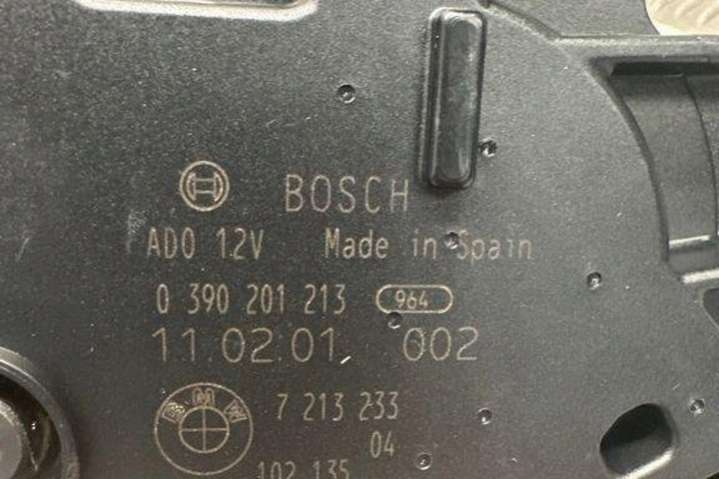 BOSCH
ADO 12V Made in Spain
0 390 201 213 964
11.02.01. 002
BMW 7 213 233
04
102 135